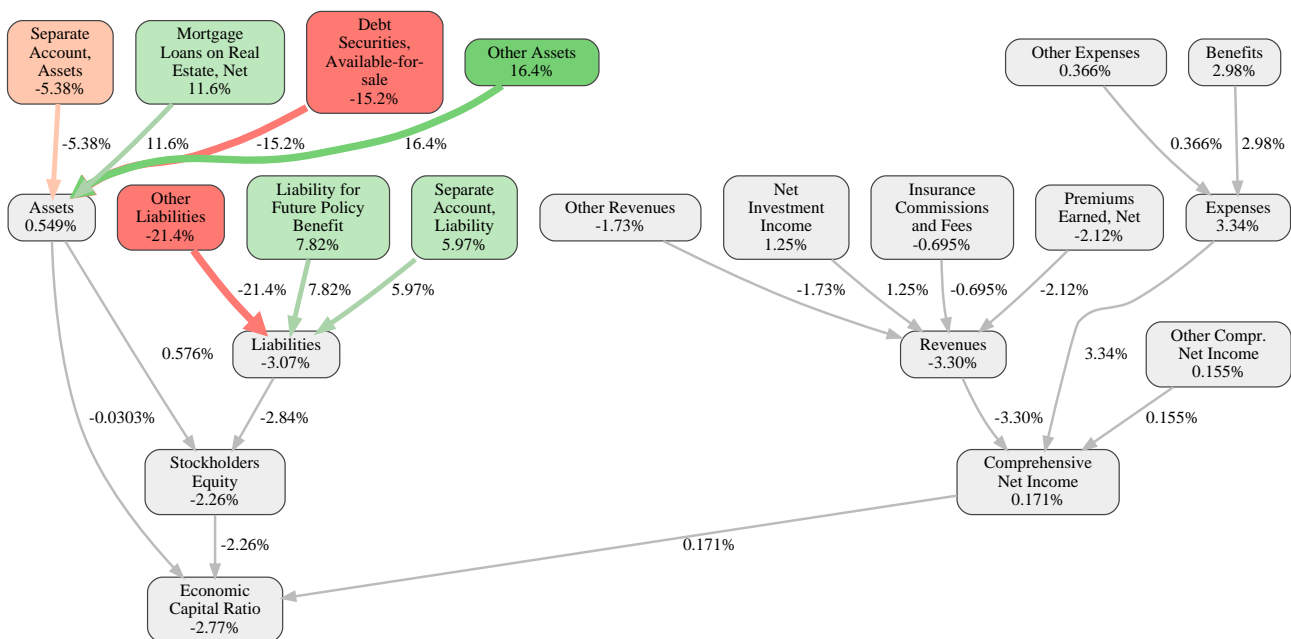 Separate
Account,
Assets
-5.38%
Mortgage
Loans on Real
Estate, Net
11.6%
Debt
Securities,
Available-for-
sale
-15.2%
Other Assets
16.4%
Other Expenses
0.366%
Benefits
2.98%
-5.38%
11.6%
-15.2%
16.4%
0.366%
2.98%
Assets
0.549%
Other
Liabilities
-21.4%
Liability for
Future Policy
Benefit
7.82%
Separate
Account,
Liability
5.97%
Other Revenues
-1.73%
Net
Investment
Income
1.25%
Insurance
Commissions
and Fees
-0.695%
Premiums
Earned, Net
-2.12%
Expenses
3.34%
-21.4%
7.82%
5.97%
-1.73%
1.25%
-0.695%
-2.12%
0.576%
Liabilities
-3.07%
Revenues
-3.30%
3.34%
Other Compr.
Net Income
0.155%
-0.0303%
-2.84%
-3.30%
0.155%
Stockholders
Equity
-2.26%
Comprehensive
Net Income
0.171%
-2.26%
0.171%
Economic
Capital Ratio
-2.77%